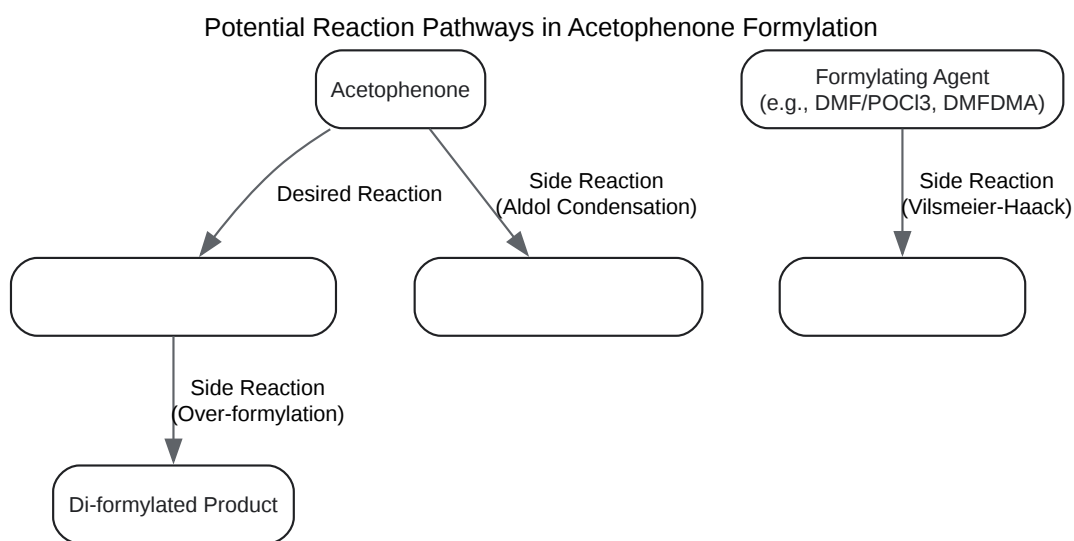 Potential Reaction Pathways in Acetophenone Formylation
Acetophenone
Formylating Agent
(e.g., DMF/POCl3, DMFDMA)
Desired Reaction
Side Reaction
(Aldol Condensation)
Side Reaction
(Vilsmeier-Haack)
Side Reaction
(Over-formylation)
Di-formylated Product